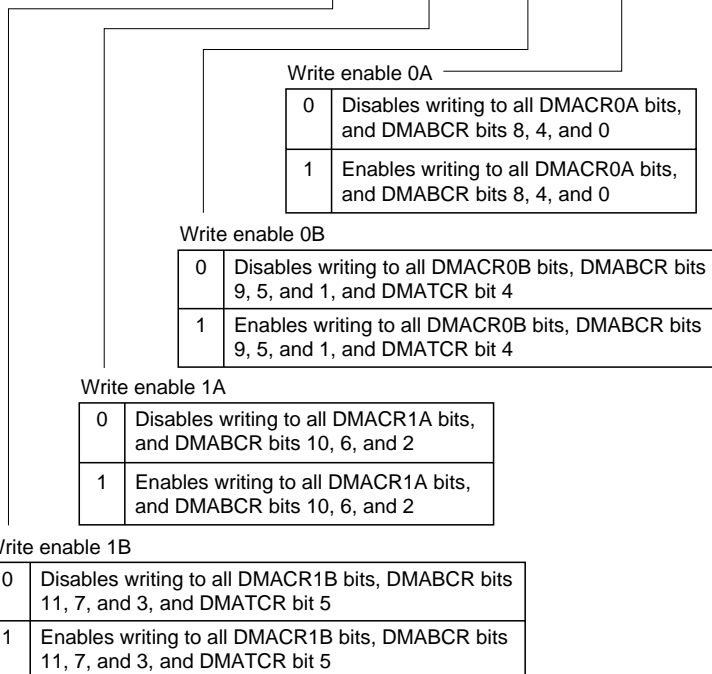 Write enable 0A
0 Disables writing to all DMACR0A bits,
and DMABCR bits 8, 4, and 0
1 Enables writing to all DMACR0A bits,
and DMABCR bits 8, 4, and 0
Write enable 0B
0 Disables writing to all DMACR0B bits, DMABCR bits
9, 5, and 1, and DMATCR bit 4
1 Enables writing to all DMACR0B bits, DMABCR bits
9, 5, and 1, and DMATCR bit 4
Write enable 1A
0 Disables writing to all DMACR1A bits,
and DMABCR bits 10, 6, and 2
1 Enables writing to all DMACR1A bits,
and DMABCR bits 10, 6, and 2
Write enable 1B
0 Disables writing to all DMACR1B bits, DMABCR bits
11, 7, and 3, and DMATCR bit 5
1 Enables writing to all DMACR1B bits, DMABCR bits
11, 7, and 3, and DMATCR bit 5